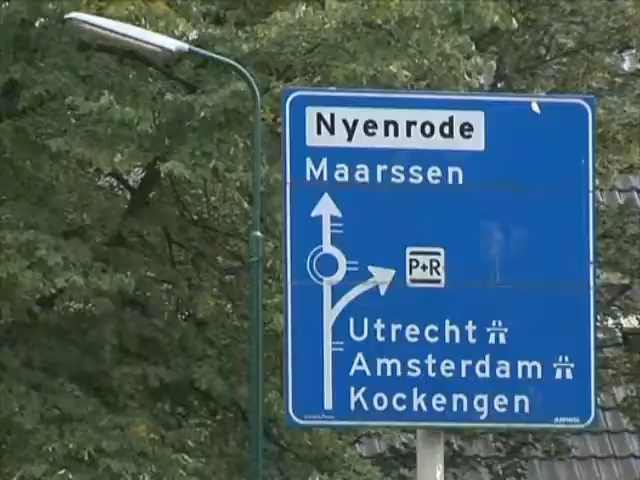 Nyenrode
Maarssen
P+R
Utrecht
Amsterdam
Kockengen